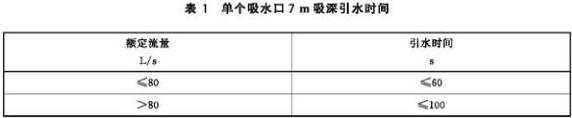 表 1 单个吸水口 7 m 吸深引水时间
额定流量 引水时间
L/s s
≤80 ≤60
>80 ≤100